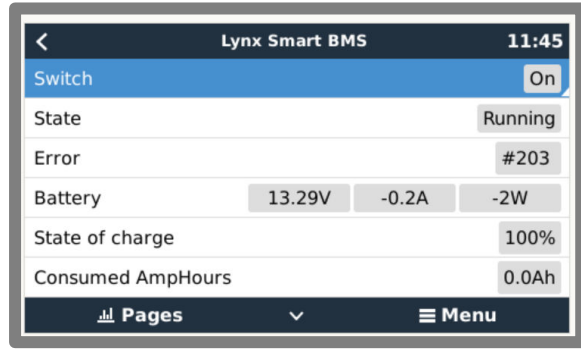 Lynx Smart BMS 11:45
Switch On
State Running
Error #203
Battery 13.29V -0.2A -2W
State of charge 100%
Consumed AmpHours 0.0Ah
Pages Menu